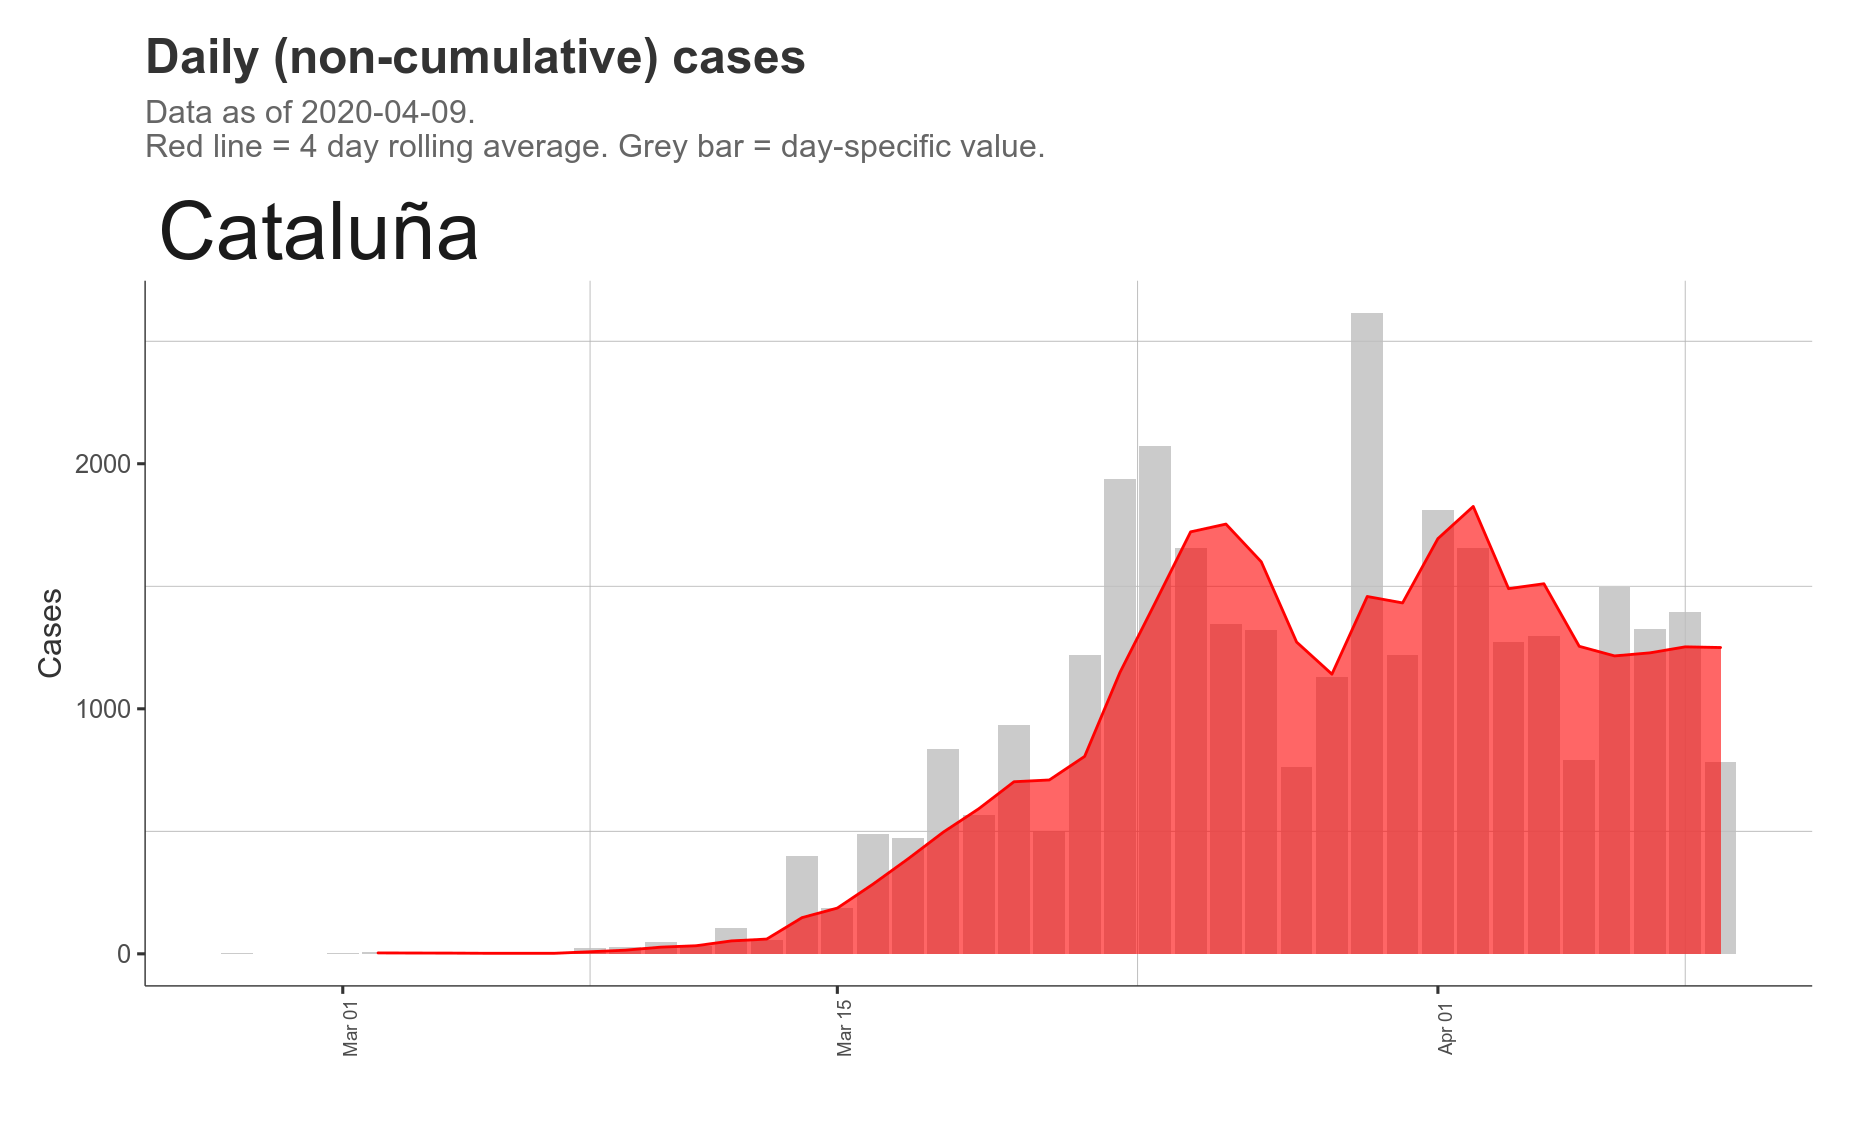 Daily (non-cumulative) cases
Data as of 2020-04-09.
Red line = 4 day rolling average. Grey bar = day-specific value.
Cataluña
Cases
2000
1000
0
Mar 01
Mar 15
Apr 01